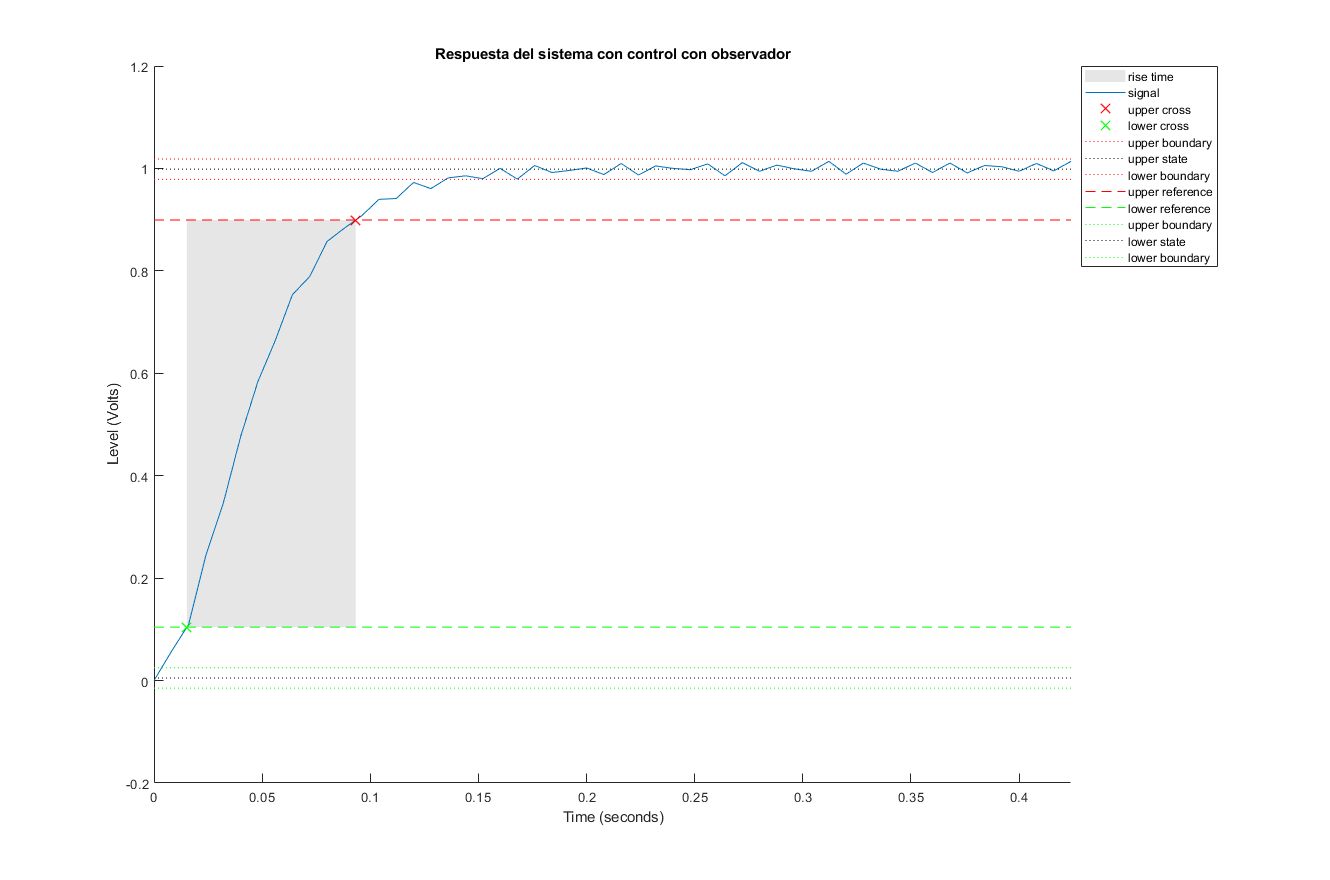 Respuesta del sistema con control con observador
1.2
1
0.8
0.6
0.4
0.2
0
-0.2
Level (Volts)
0 0.05 0.1 0.15 0.2 0.25 0.3 0.35 0.4
Time (seconds)
rise time
signal
upper cross
lower cross
upper boundary
upper state
lower boundary
upper reference
lower reference
upper boundary
lower state
lower boundary